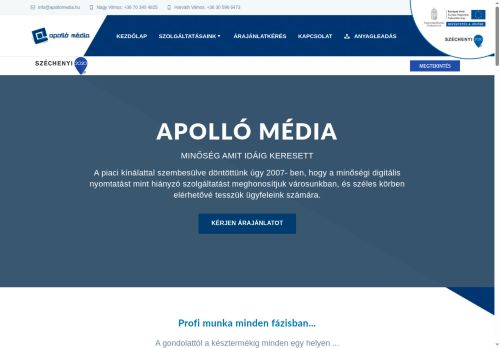 info@apollomedia.hu Nagy Vilmos: +36 70 349 4825 Horváth Vilmos: +36 30 596 6473
apolló média
KEZDŐLAP SZOLGÁLTATÁSAINK ÁRAJÁNLATKÉRÉS KAPCSOLAT ANYAGLEADÁS
SZÉCHENYI 2020
SZÉCHENYI 2020
MEGTEKINTÉS
APOLLÓ MÉDIA
MINŐSÉG AMIT IDÁIG KERESETT
A piaci kínálattal szembesülve döntöttünk úgy 2007- ben, hogy a minőségi digitális
nyomtatást mint hiányzó szolgáltatást meghonosítjuk városunkban, és széles körben
elérhetővé tesszük ügyfeleink számára.
KÉRJEN ÁRAJÁNLATOT
Profi munka minden fázisban...
A gondolattól a késztermékig minden egy helyen ...